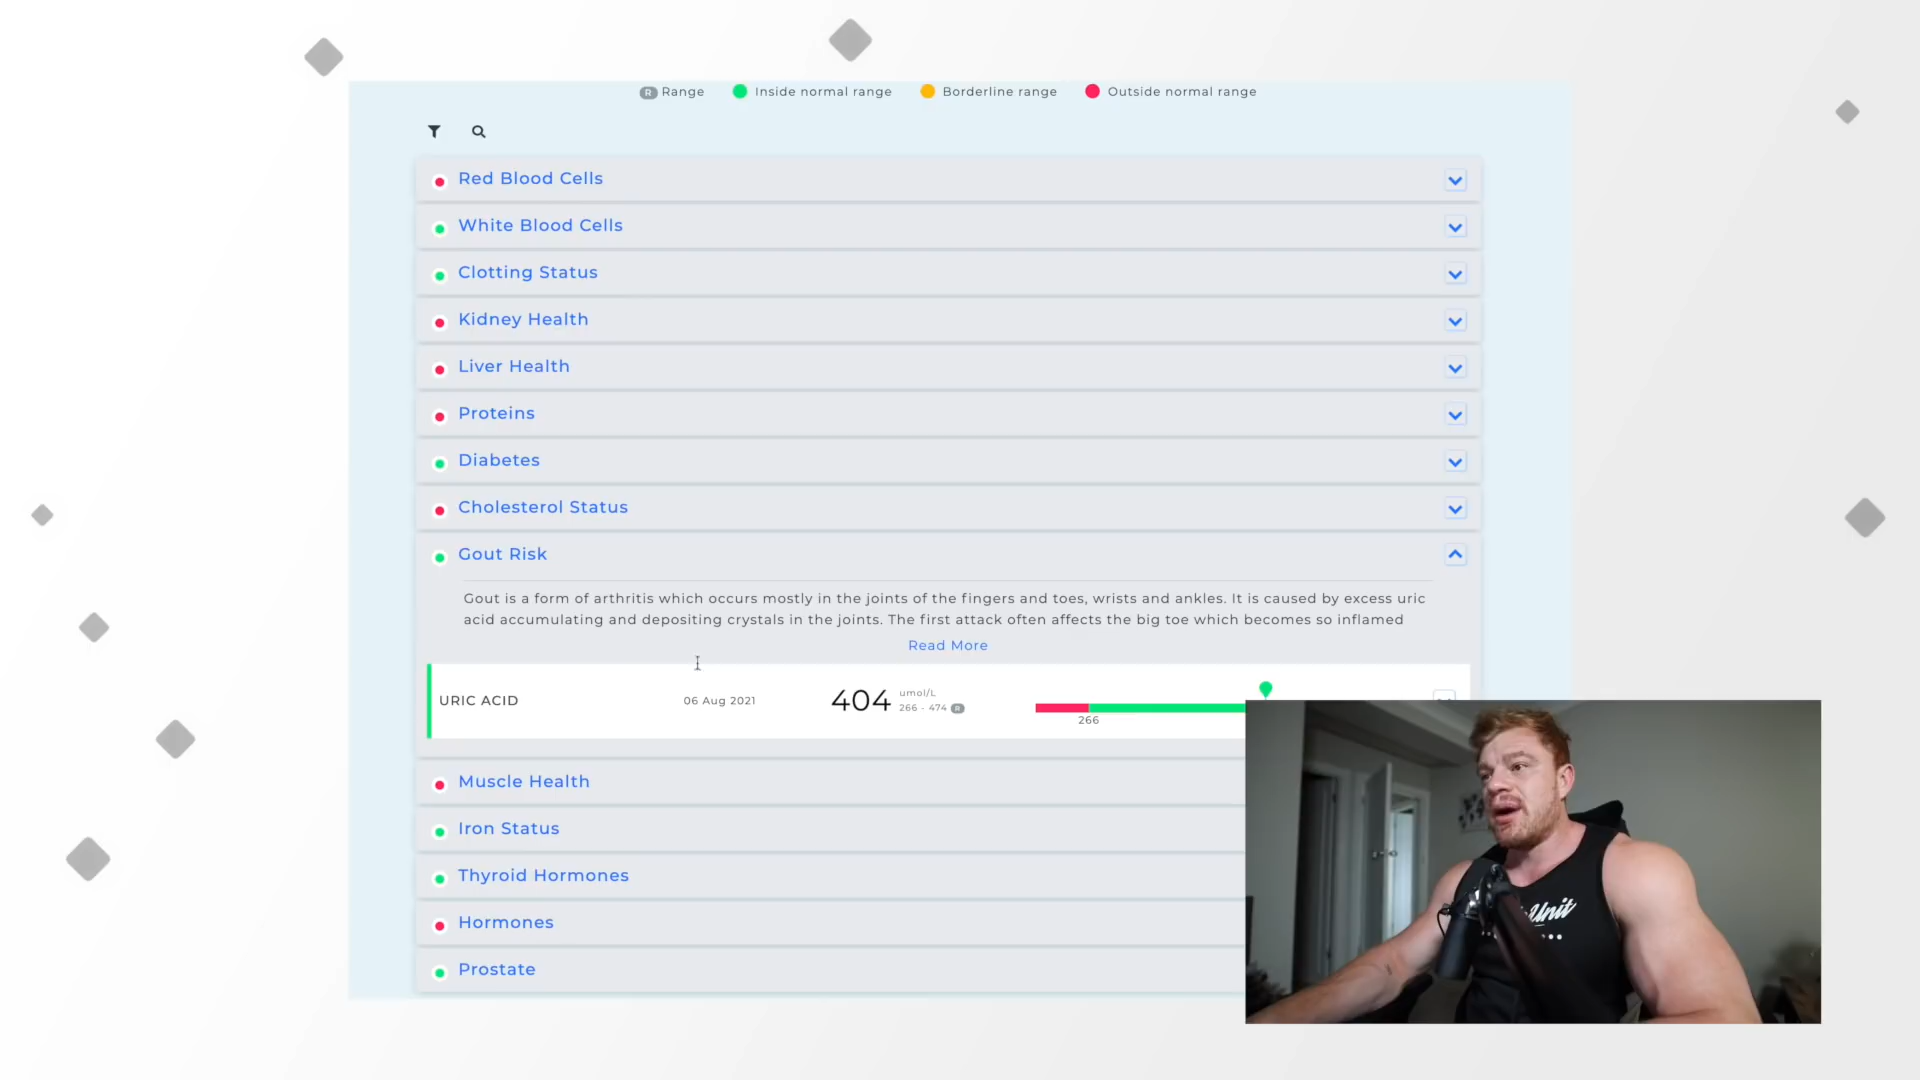 R Range Inside normal range Borderline range Outside normal range
Red Blood Cells
White Blood Cells
Clotting Status
Kidney Health
Liver Health
Proteins
Diabetes
Cholesterol Status
Gout Risk
Gout is a form of arthritis which occurs mostly in the joints of the fingers and toes, wrists and ankles. It is caused by excess uric
acid accumulating and depositing crystals in the joints. The first attack often affects the big toe which becomes so inflamed
Read More
URIC ACID 06 Aug 2021 404 umol/L
266 - 474 R
266
Muscle Health
Iron Status
Thyroid Hormones
Hormones
Prostate
Unit